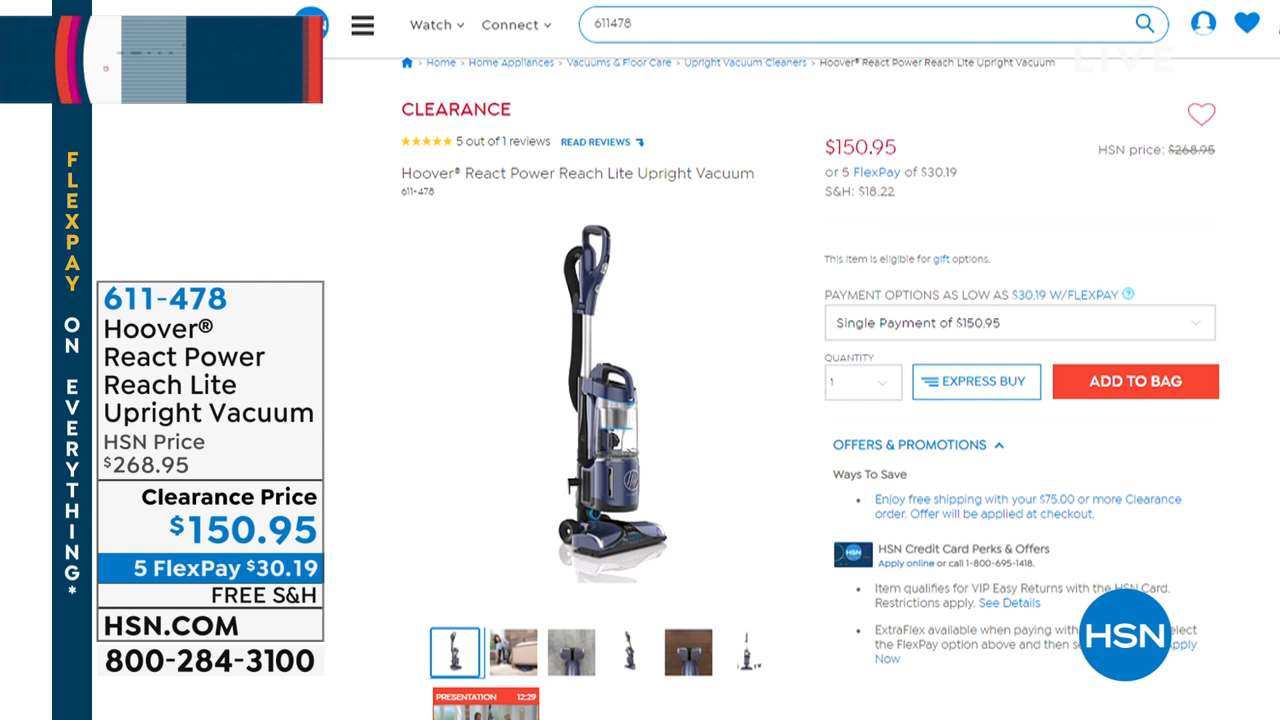 Watch
Connect
611478
LIVE
Home > Home Appliances > Vacuums & Floor Care > Upright Vacuum Cleaners > Hoover® React Power Reach Lite Upright Vacuum
CLEARANCE
5 out of 1 reviews READ REVIEWS
Hoover® React Power Reach Lite Upright Vacuum
611-478
$150.95
HSN price: $268.95
or 5 FlexPay of $30.19
S&H: $18.22
This item is eligible for gift options.
PAYMENT OPTIONS AS LOW AS $30.19 W/FLEXPAY ?
Single Payment of $150.95
QUANTITY
1
EXPRESS BUY
ADD TO BAG
OFFERS & PROMOTIONS
Ways To Save
• Enjoy free shipping with your $75.00 or more Clearance
order. Offer will be applied at checkout.
HSN
HSN Credit Card Perks & Offers
Apply online or call 1-800-695-1418.
• Item qualifies for VIP Easy Returns with the HSN Card.
Restrictions apply. See Details
• ExtraFlex available when paying with
the FlexPay option above and then
Now
HSN
PRESENTATION 12:29
FLEXPAY ON EVERYTHING*
611-478
Hoover®
React Power
Reach Lite
Upright Vacuum
HSN Price
$268.95
Clearance Price
$150.95
5 FlexPay $30.19
FREE S&H
HSN.COM
800-284-3100